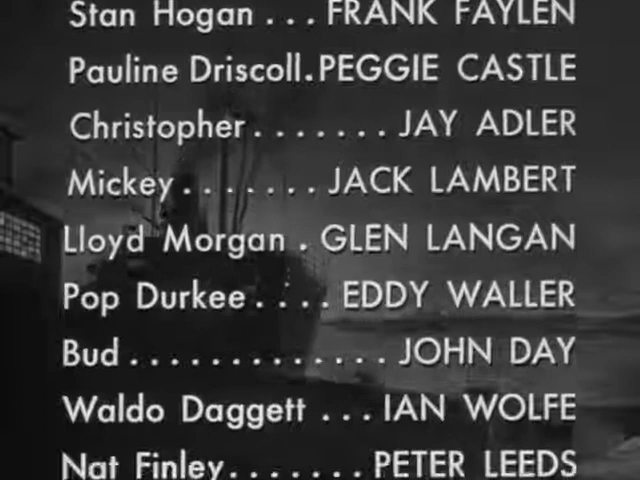 Stan Hogan ... FRANK FAYLEN
Pauline Driscoll.PEGGIE CASTLE
Christopher ....... JAY ADLER
Mickey ....... JACK LAMBERT
Lloyd Morgan . GLEN LANGAN
Pop Durkee .... EDDY WALLER
Bud ............. JOHN DAY
Waldo Daggett ... IAN WOLFE
Nat Finley ....... PETER LEEDS